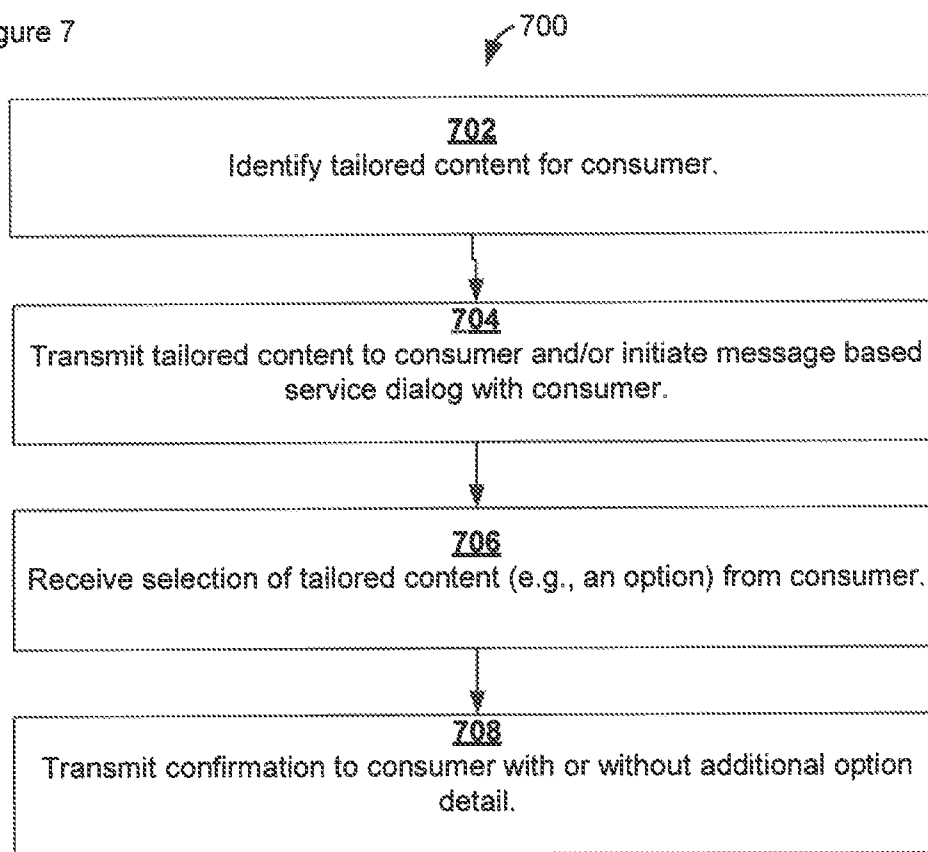 gure 7
700
702
Identify tailored content for consumer.
704
Transmit tailored content to consumer and/or initiate message based
service dialog with consumer.
706
Receive selection of tailored content (e.g., an option) from consumer.
708
Transmit confirmation to consumer with or without additional option
detail.